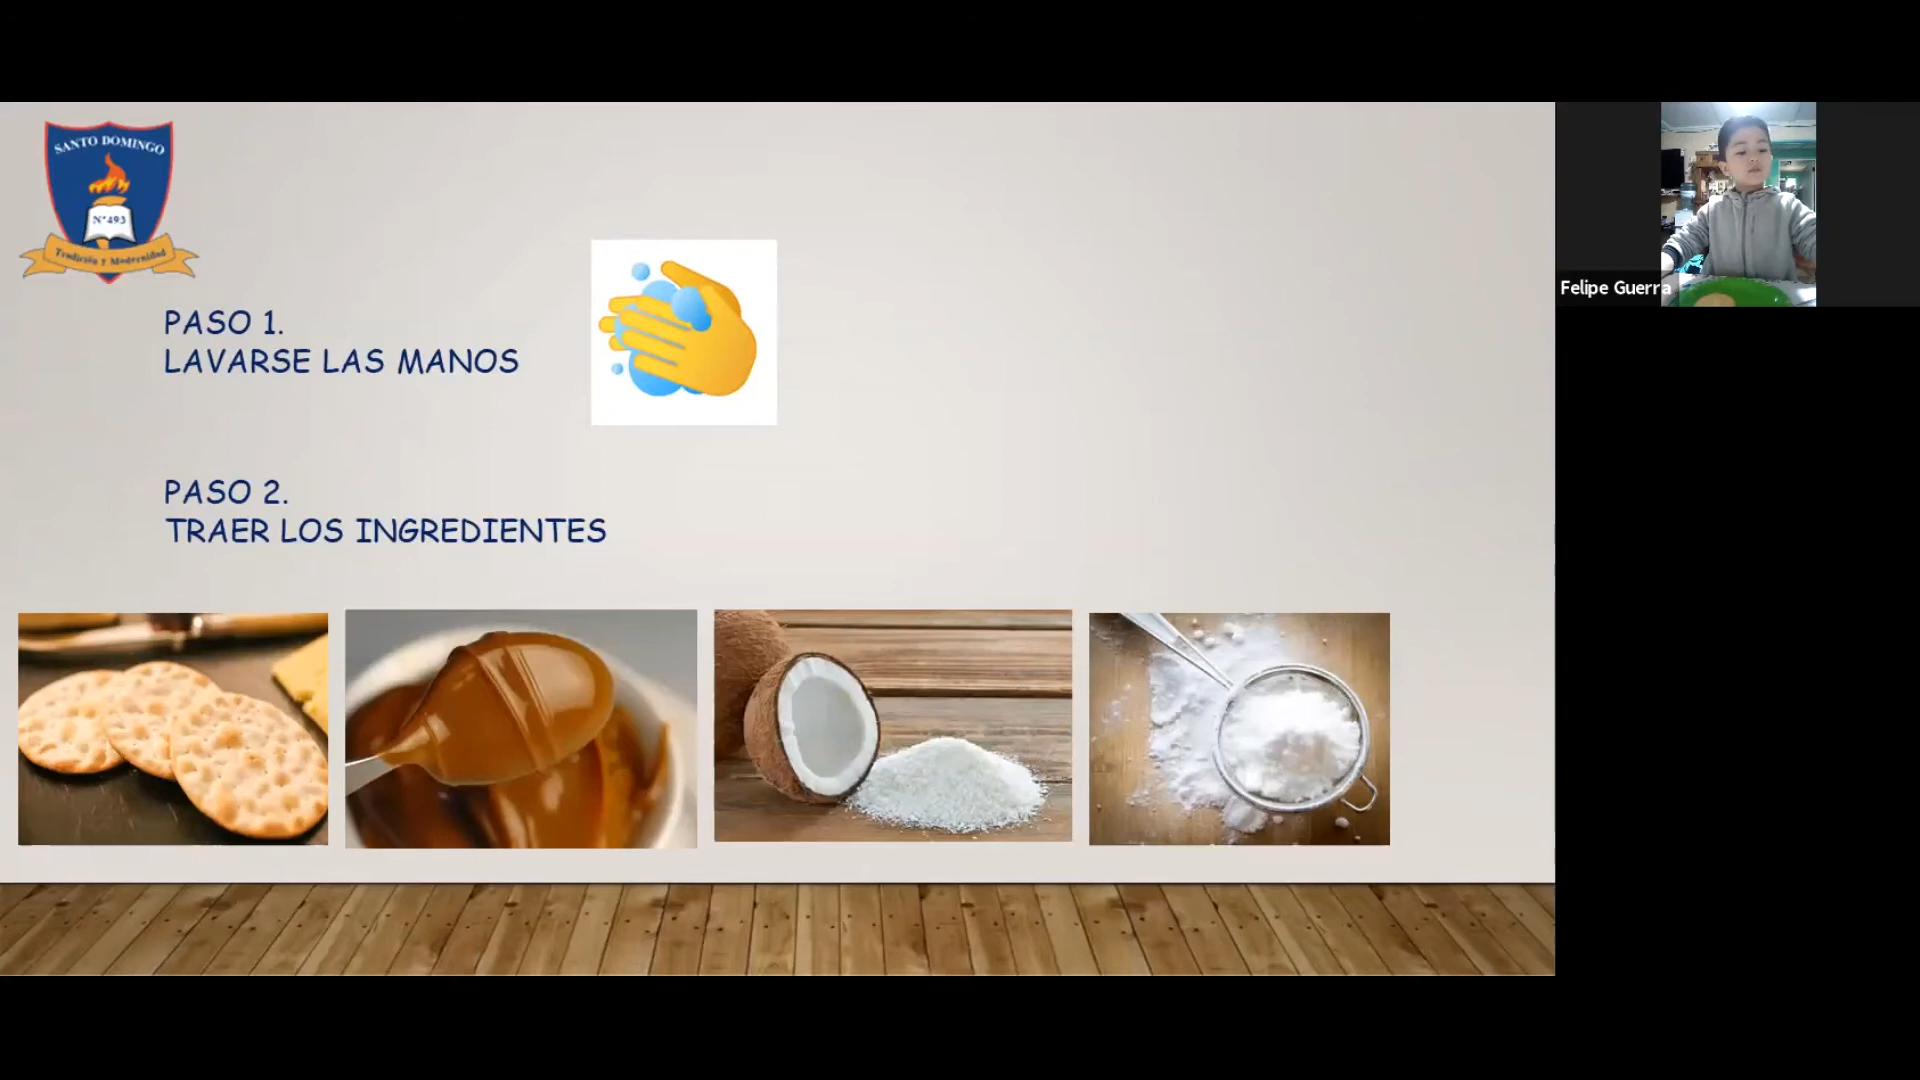 SANTO DOMINGO
N°493
Tradición y Modernidad
PASO 1.
LAVARSE LAS MANOS
PASO 2.
TRAER LOS INGREDIENTES
Felipe Guerra